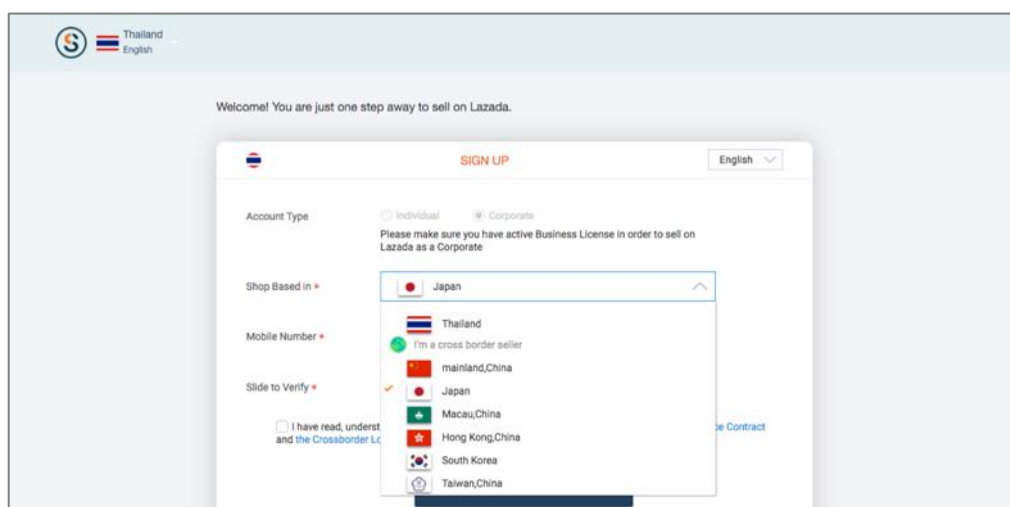 Thailand
English
Welcome! You are just one step away to sell on Lazada.
SIGN UP
English
Account Type
Individual
Corporate
Please make sure you have active Business License in order to sell on
Lazada as a Corporate
Shop Based in *
Japan
Thailand
I'm a cross border seller
Mobile Number *
mainland,China
Slide to Verify *
Japan
Macau,China
I have read, underst
Contract
and the Crossborder
Hong Kong,China
South Korea
Taiwan,China